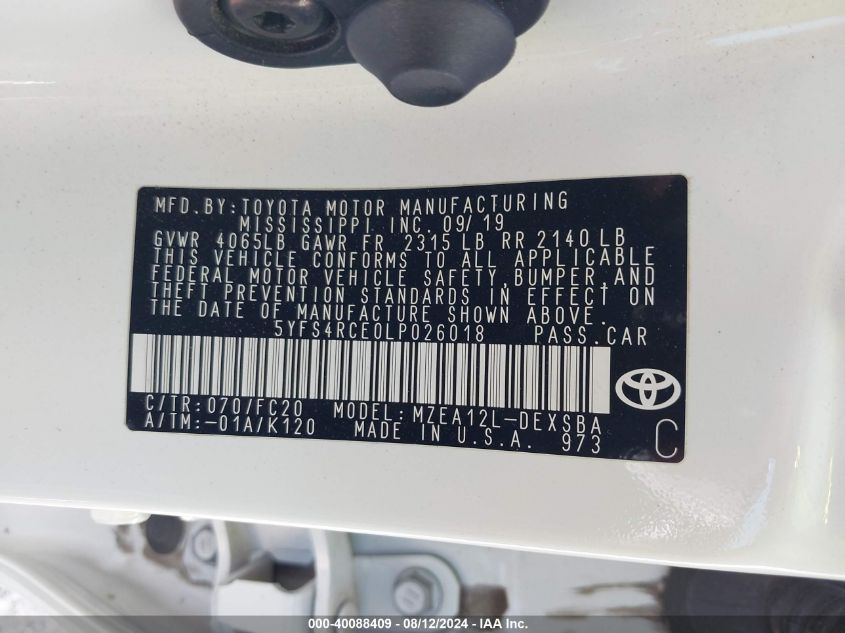 MFD. BY: TOYOTA MOTOR MANUFACTURING
MISSISSIPPI INC. 09/19
GVWR 4065LB GAWR FR 2315 LB RR 2140 LB
THIS VEHICLE CONFORMS TO ALL APPLICABLE
FEDERAL MOTOR VEHICLE SAFETY, BUMPER, AND
THEFT PREVENTION STANDARDS IN EFFECT ON
THE DATE OF MANUFACTURE SHOWN ABOVE.
5YFS4RCE0LP026018 PASS. CAR
C/TR: 070/FC20 MODEL: MZEA12L-DEXSBA
A/TM: -01A/K120 MADE IN U.S.A. 973
C
000-40088409 - 08/12/2024 - IAA Inc.